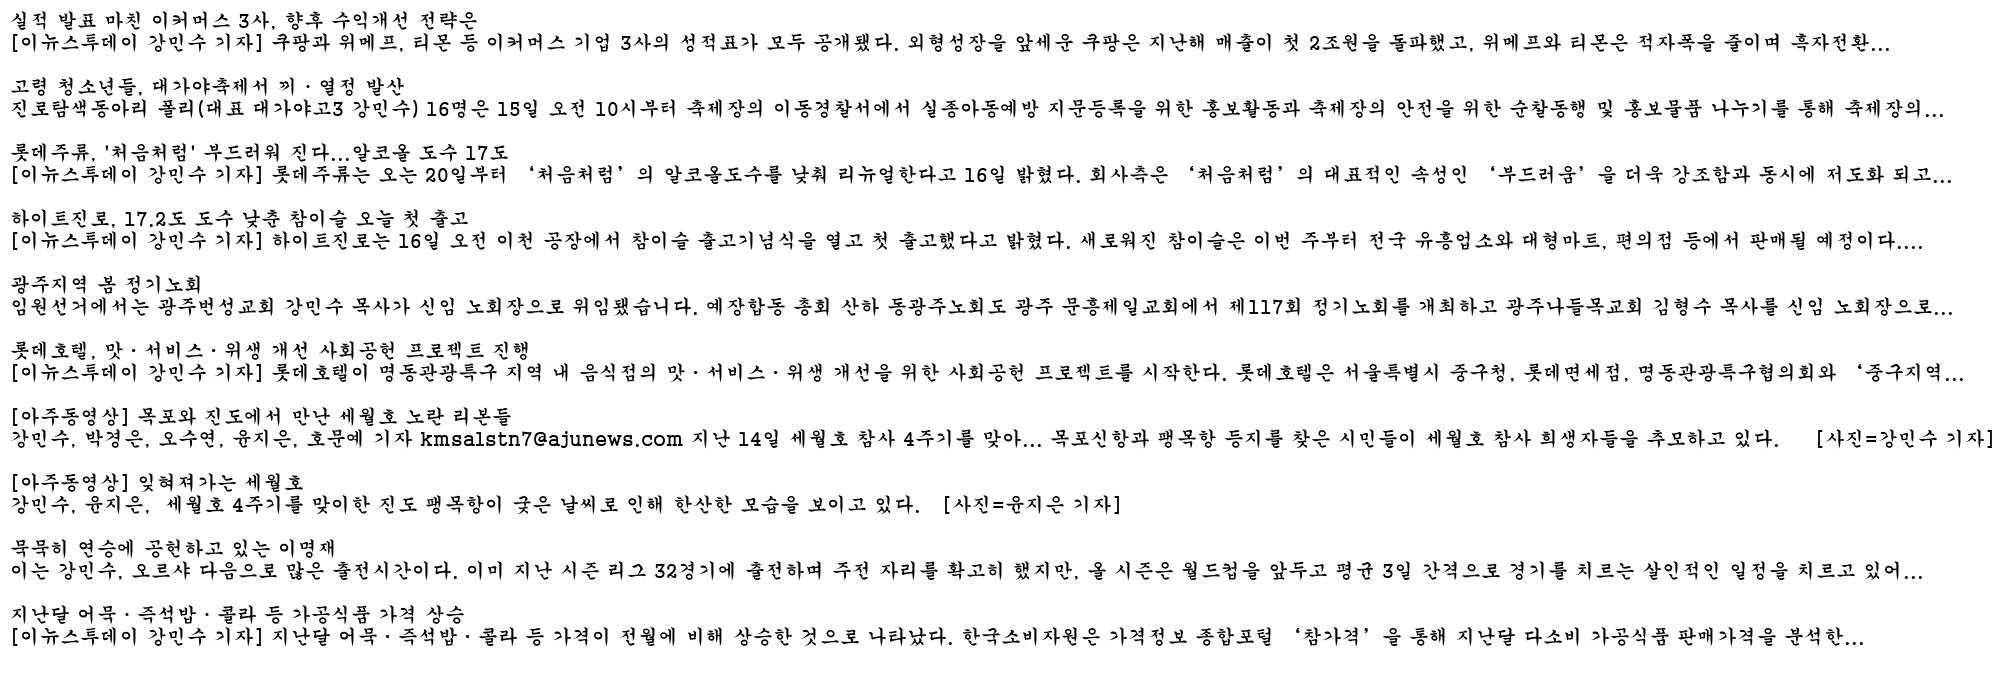 실적 발표 마친 이커머스 3사, 향후 수익개선 전략은
[이뉴스투데이 강민수 기자] 쿠팡과 위메프, 티몬 등 이커머스 기업 3사의 성적표가 모두 공개됐다. 외형성장을 앞세운 쿠팡은 지난해 매출이 첫 2조원을 돌파했고, 위메프와 티몬은 적자폭을 줄이며 흑자전환...
고령 청소년들, 대가야축제서 끼·열정 발산
진로탐색동아리 폴리(대표 대가야고3 강민수) 16명은 15일 오전 10시부터 축제장의 이동경찰서에서 실종아동예방 지문등록을 위한 홍보활동과 축제장의 안전을 위한 순찰동행 및 홍보물품 나누기를 통해 축제장의...
롯데주류, '처음처럼' 부드러워 진다...알코올 도수 17도
[이뉴스투데이 강민수 기자] 롯데주류는 오는 20일부터 ‘처음처럼’의 알코올도수를 낮춰 리뉴얼한다고 16일 밝혔다. 회사측은 ‘처음처럼’의 대표적인 속성인 ‘부드러움’을 더욱 강조함과 동시에 저도화 되고...
하이트진로, 17.2도 도수 낮춘 참이슬 오늘 첫 출고
[이뉴스투데이 강민수 기자] 하이트진로는 16일 오전 이천 공장에서 참이슬 출고기념식을 열고 첫 출고했다고 밝혔다. 새로워진 참이슬은 이번 주부터 전국 유흥업소와 대형마트, 편의점 등에서 판매될 예정이다....
광주지역 봄 정기노회
임원선거에서는 광주번성교회 강민수 목사가 신임 노회장으로 위임됐습니다. 예장합동 총회 산하 동광주노회도 광주 문흥제일교회에서 제117회 정기노회를 개최하고 광주나들목교회 김형수 목사를 신임 노회장으로...
롯데호텔, 맛·서비스·위생 개선 사회공헌 프로젝트 진행
[이뉴스투데이 강민수 기자] 롯데호텔이 명동관광특구 지역 내 음식점의 맛·서비스·위생 개선을 위한 사회공헌 프로젝트를 시작한다. 롯데호텔은 서울특별시 중구청, 롯데면세점, 명동관광특구협의회와 ‘중구지역...
[아주동영상] 목포와 진도에서 만난 세월호 노란 리본들
강민수, 박경은, 오수연, 윤지은, 호문예 기자 kmsalstn7@ajunews.com 지난 14일 세월호 참사 4주기를 맞아... 목포신항과 팽목항 등지를 찾은 시민들이 세월호 참사 희생자들을 추모하고 있다. [사진=강민수 기자]
[아주동영상] 잊혀져가는 세월호
강민수, 윤지은, 세월호 4주기를 맞이한 진도 팽목항이 궂은 날씨로 인해 한산한 모습을 보이고 있다. [사진=윤지은 기자]
묵묵히 연승에 공헌하고 있는 이명재
이는 강민수, 오르샤 다음으로 많은 출전시간이다. 이미 지난 시즌 리그 32경기에 출전하며 주전 자리를 확고히 했지만, 올 시즌은 월드컵을 앞두고 평균 3일 간격으로 경기를 치르는 살인적인 일정을 치르고 있어...
지난달 어묵·즉석밥·콜라 등 가공식품 가격 상승
[이뉴스투데이 강민수 기자] 지난달 어묵·즉석밥·콜라 등 가격이 전월에 비해 상승한 것으로 나타났다. 한국소비자원은 가격정보 종합포털 ‘참가격’을 통해 지난달 다소비 가공식품 판매가격을 분석한...